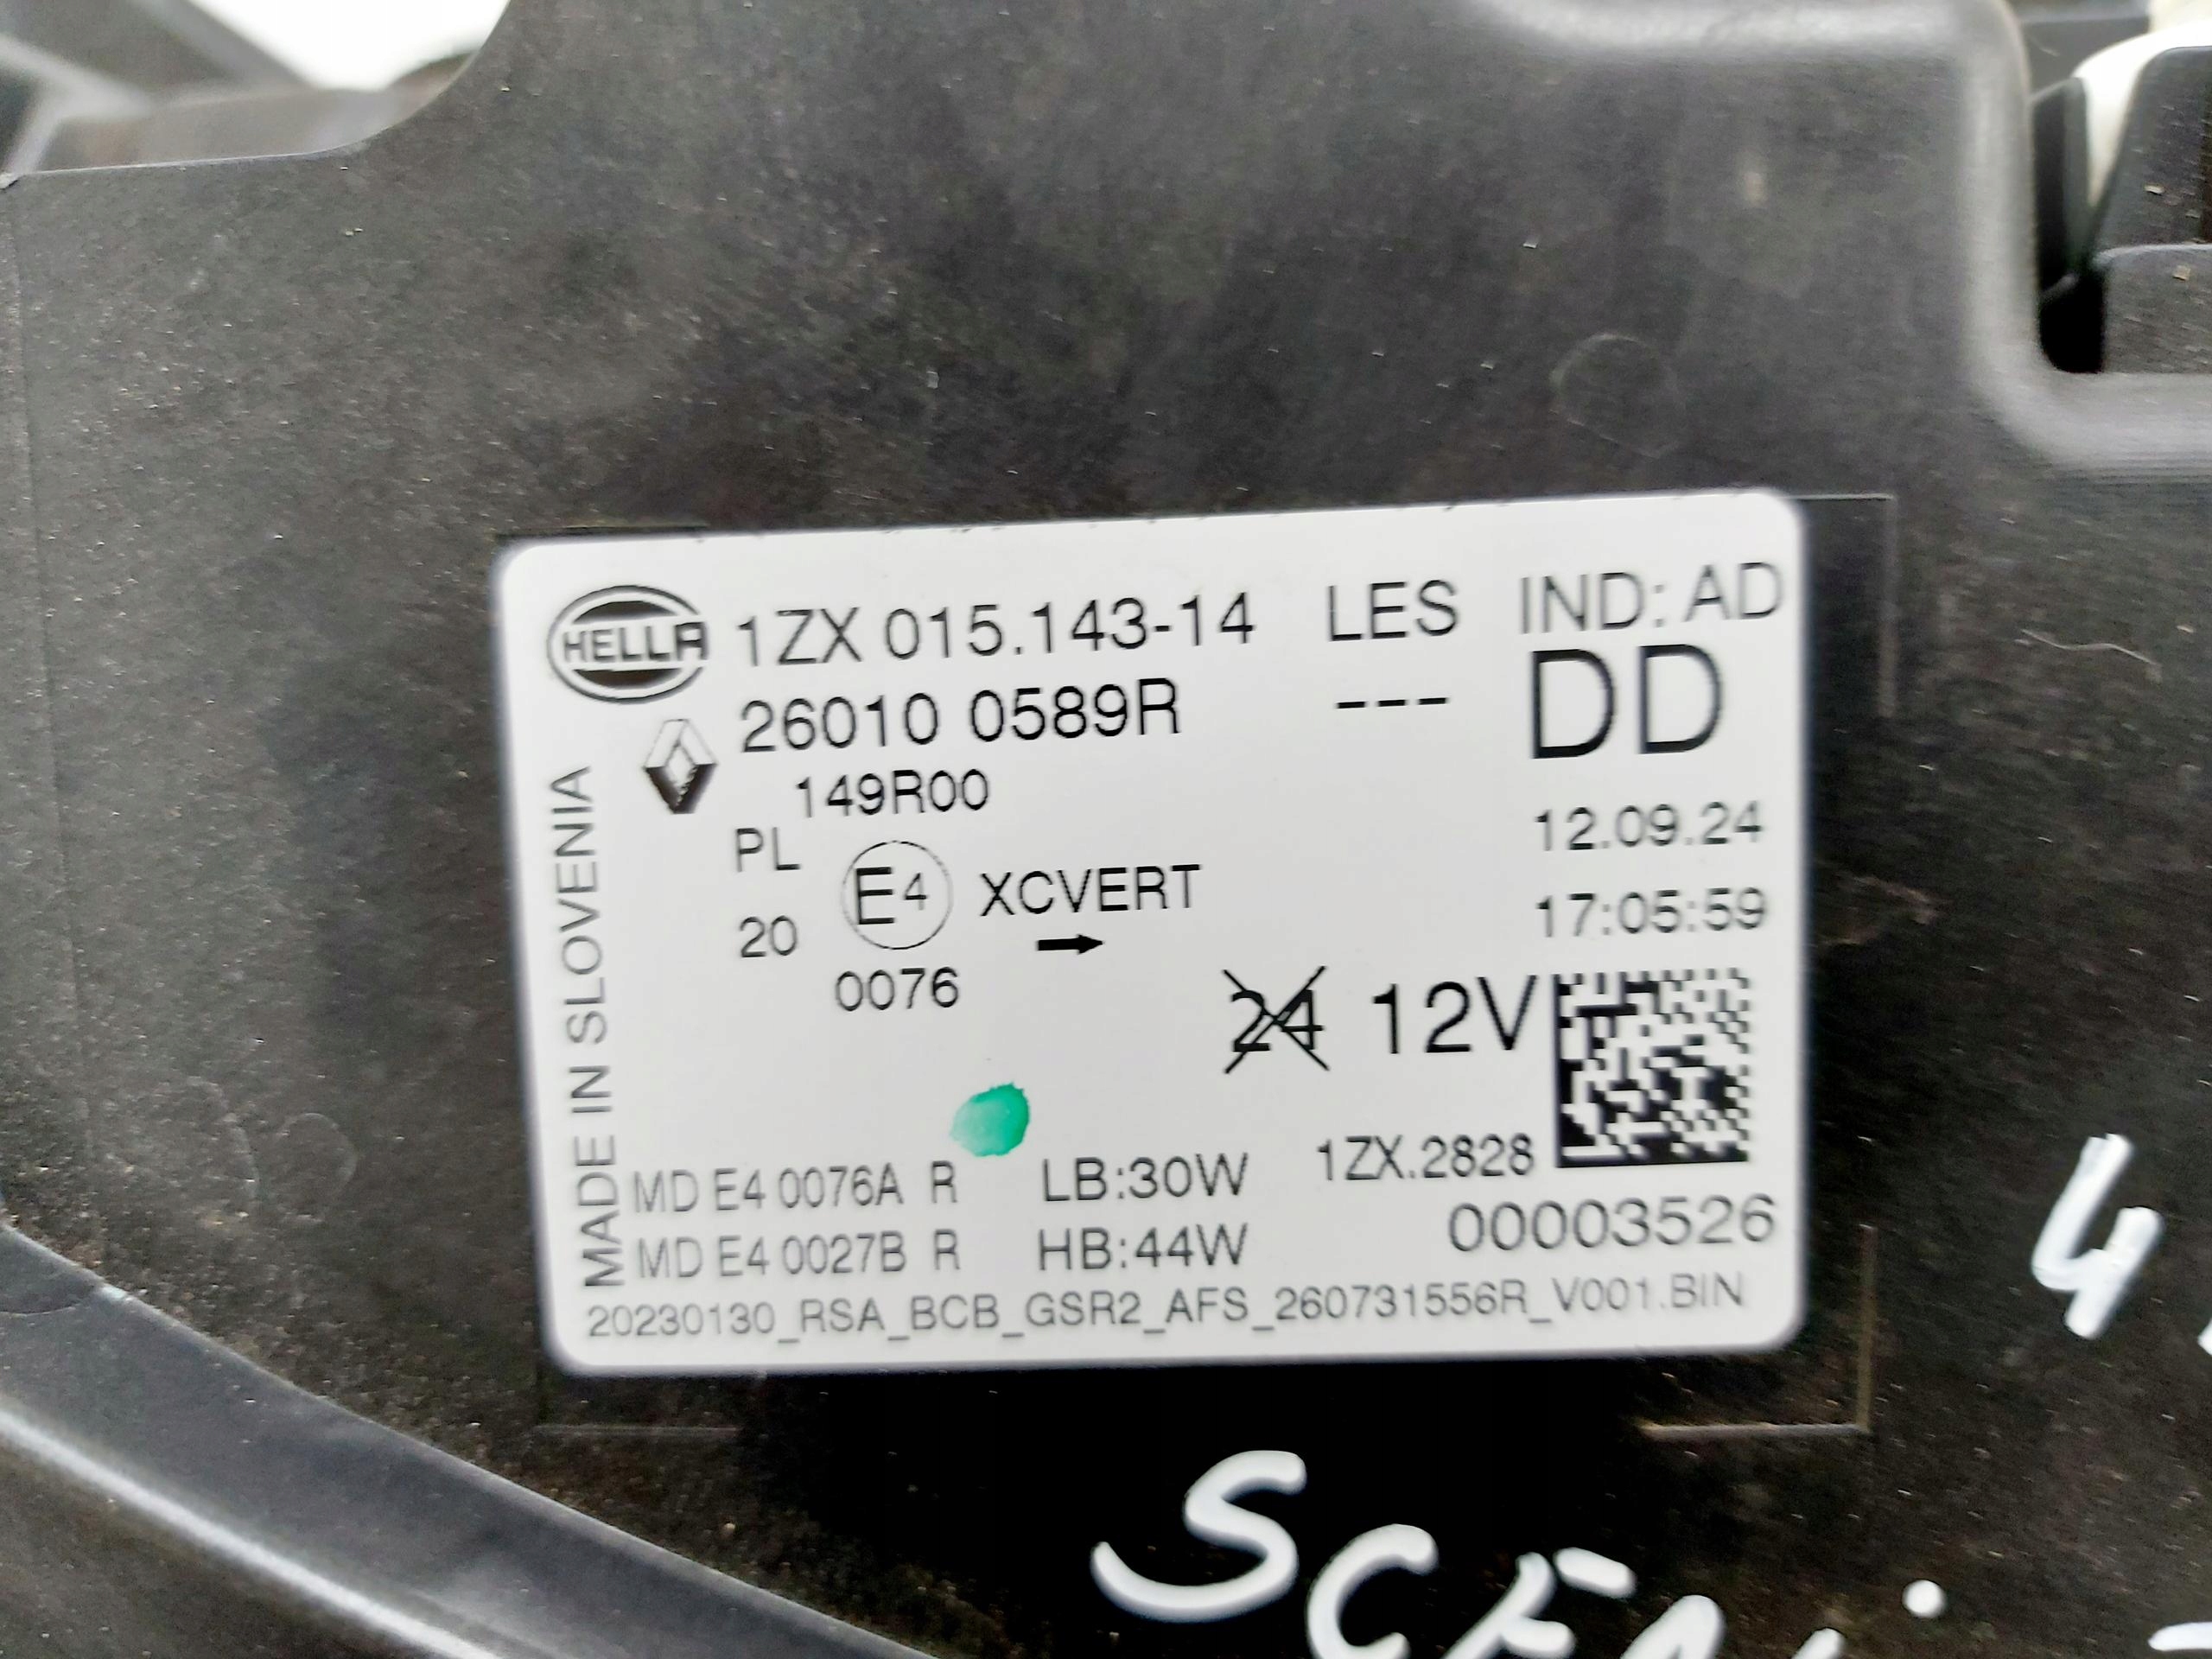 HELLA 1ZX 015.143-14 LES IND: AD
26010 0589R --- DD
149R00
12.09.24
PL
E4 XCVERT →
20
17:05:59
0076
24 12V
MADE IN SLOVENIA
1ZX.2828
MD E4 0076A R LB:30W
00003526
MD E4 0027B R HB:44W
20230130_RSA_BCB_GSR2_AFS_260731556R_V001.BIN
4